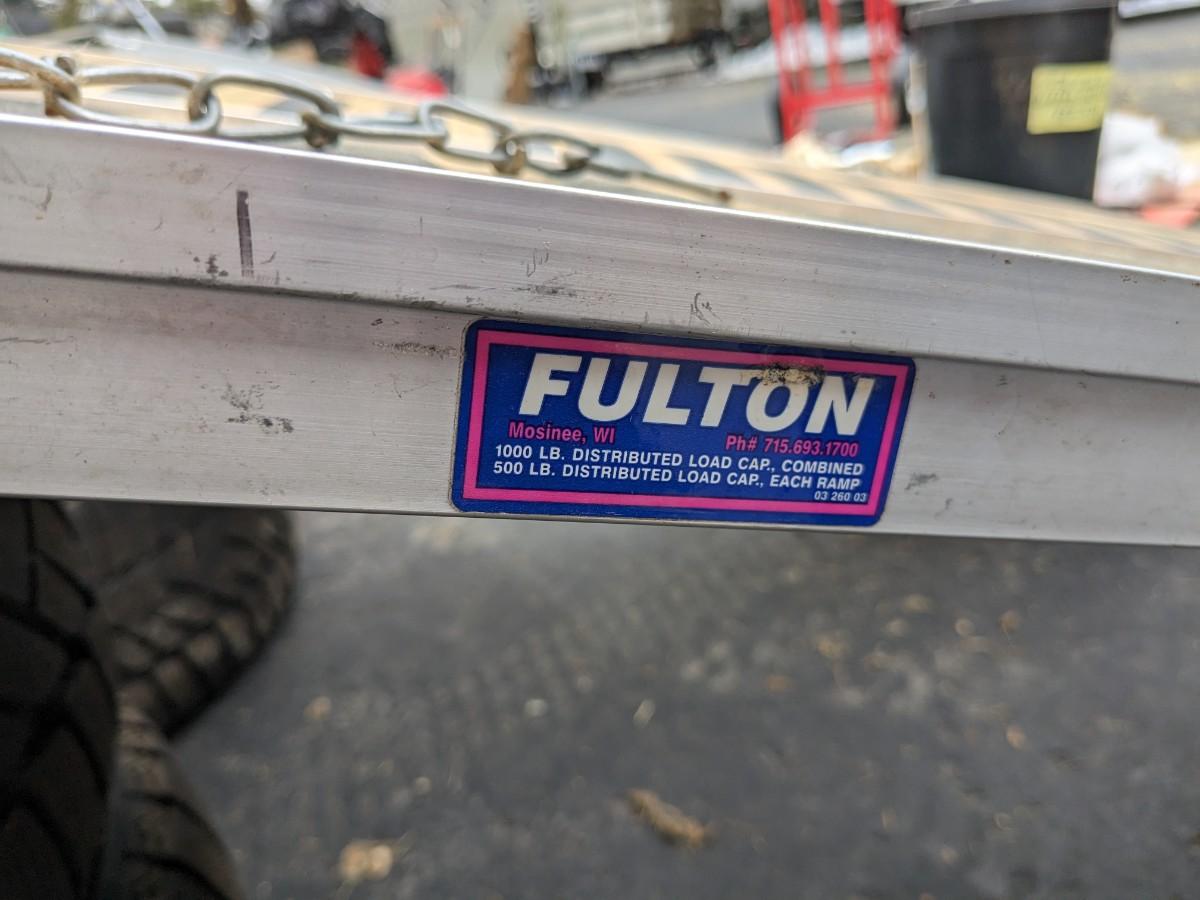 FULTON
Mosinee, WI Ph# 715.693.1700
1000 LB. DISTRIBUTED LOAD CAP., COMBINED
500 LB. DISTRIBUTED LOAD CAP., EACH RAMP
03 260 03